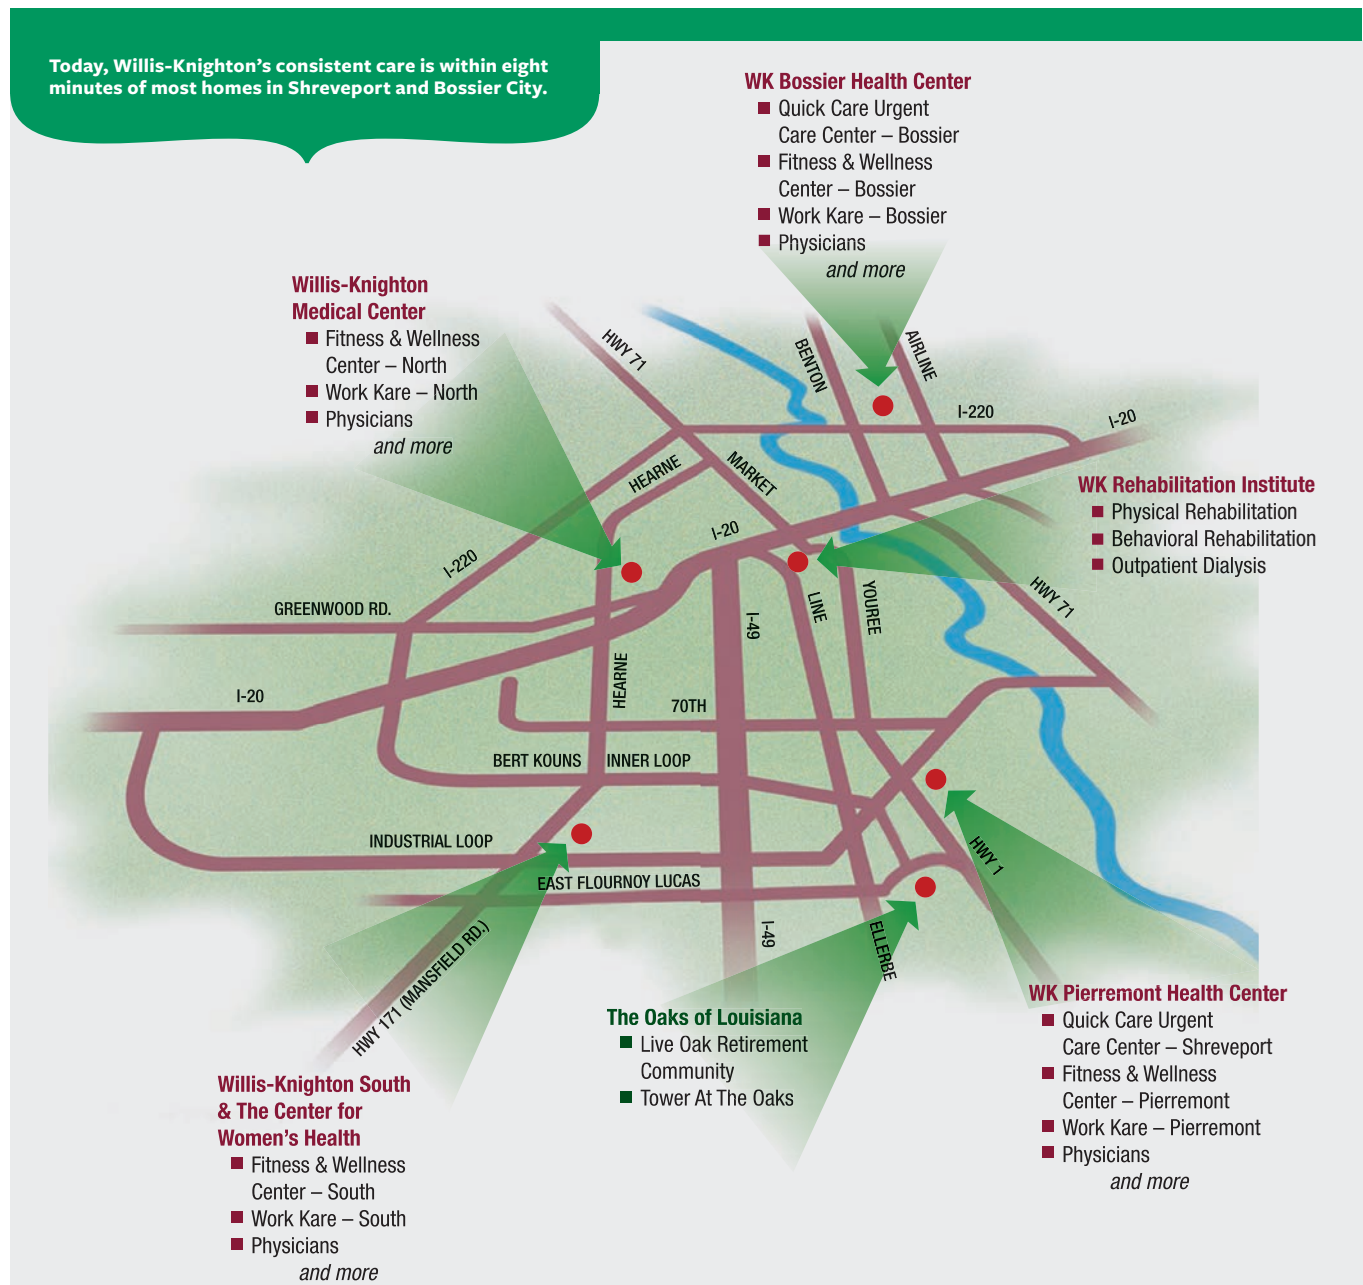 Today, Willis-Knighton’s consistent care is within eight
minutes of most homes in Shreveport and Bossier City.
WK Bossier Health Center
Quick Care Urgent
Care Center – Bossier
Fitness & Wellness
Center – Bossier
Work Kare – Bossier
Physicians
and more
Willis-Knighton
Medical Center
Fitness & Wellness
Center – North
Work Kare – North
Physicians
and more
HWY 71
BENTON
AIRLINE
I-220
I-20
HEARNE
MARKET
I-20
I-220
WK Rehabilitation Institute
Physical Rehabilitation
Behavioral Rehabilitation
Outpatient Dialysis
GREENWOOD RD.
I-49
LINE
YOUREE
HWY 71
I-20
HEARNE
70TH
BERT KOUNS
INNER LOOP
INDUSTRIAL LOOP
EAST FLOURNOY LUCAS
HWY 1
I-49
ELLERBE
HWY 171 (MANSFIELD RD.)
The Oaks of Louisiana
Live Oak Retirement
Community
Tower At The Oaks
WK Pierremont Health Center
Quick Care Urgent
Care Center – Shreveport
Fitness & Wellness
Center – Pierremont
Work Kare – Pierremont
Physicians
and more
Willis-Knighton South
& The Center for
Women’s Health
Fitness & Wellness
Center – South
Work Kare – South
Physicians
and more